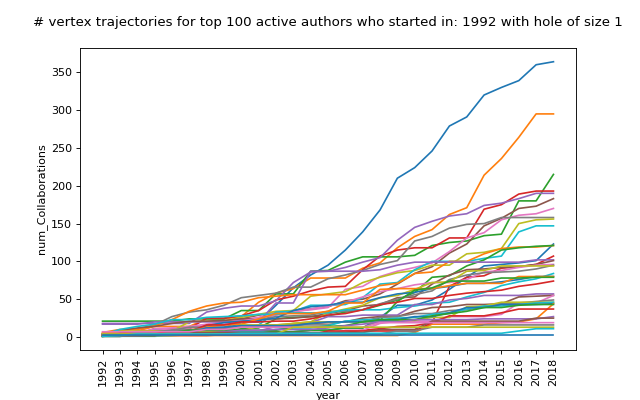 # vertex trajectories for top 100 active authors who started in: 1992 with hole of size 1
num_Collaborations
350
300
250
200
150
100
50
0
1992 1993 1994 1995 1996 1997 1998 1999 2000 2001 2002 2003 2004 2005 2006 2007 2008 2009 2010 2011 2012 2013 2014 2015 2016 2017 2018
year